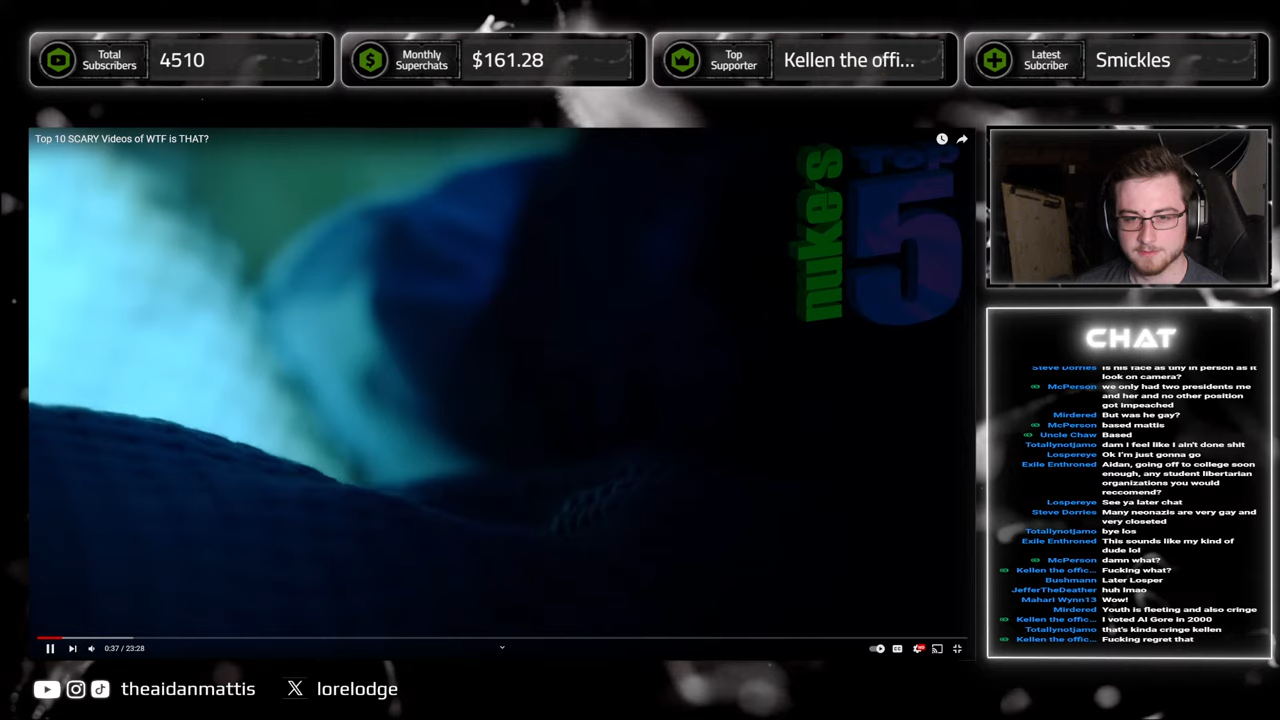 Total
Subscribers
4510
Monthly
Superchats
$161.28
Top
Supporter
Kellen the offi...
Latest
Subcriber
Smickles
Top 10 SCARY Videos of WTF is THAT?
nuke's
Top
5
CHAT
Steve Dorries Is his face as tiny in person as it
look on camera?
McPerson we only had two presidents me
and her and no other position
got impeached
Mirdered But was he gay?
McPerson based mattis
Uncle Chaw Based
Totallynotjamo dam I feel like I ain't done shit
Lospereye Ok I'm just gonna go
Exile Enthroned Aidan, going off to college soon
enough, any student libertarian
organizations you would
reccomend?
Lospereye See ya later chat
Steve Dorries Many neonazis are very gay and
very closeted
Totallynotjamo bye los
Exile Enthroned This sounds like my kind of
dude lol
McPerson damn what?
Kellen the offic... Fucking what?
Bushmann Later Losper
JefferTheDeather huh lmao
Mahari Wynn13 Wow!
Mirdered Youth is fleeting and also cringe
Kellen the offic... I voted Al Gore in 2000
Totallynotjamo that's kinda cringe kellen
Kellen the offic... Fucking regret that
0:37 / 23:28
CC
theaidanmattis
lorelodge